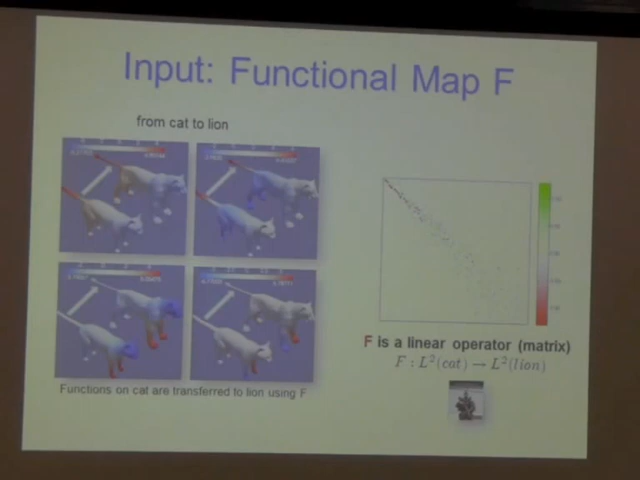 Input: Functional Map F
from cat to lion
F is a linear operator (matrix)
F : L²(cat) → L²(lion)
Functions on cat are transferred to lion using F